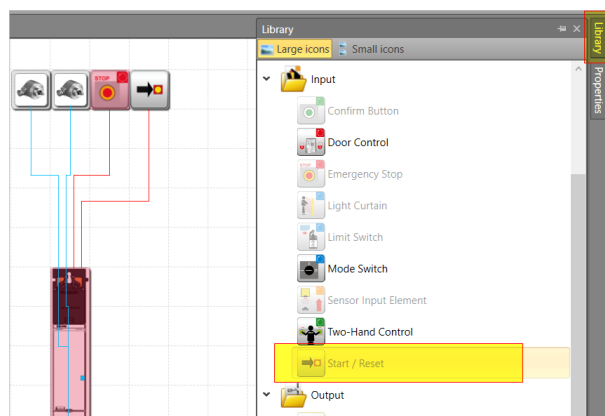 Library
Large icons
Small icons
Input
Confirm Button
Door Control
Emergency Stop
Light Curtain
Limit Switch
Mode Switch
Sensor Input Element
Two-Hand Control
Start / Reset
Output
STOP
STOP
Library
Properties